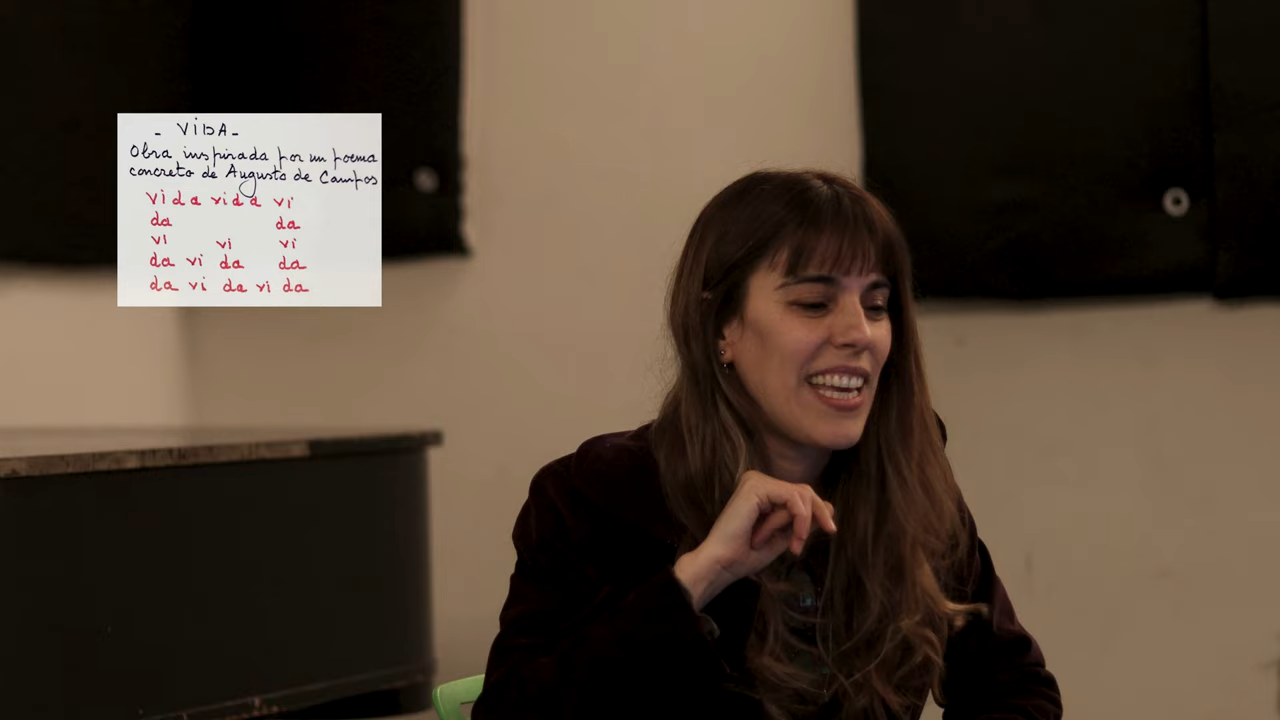 - VIDA -
Obra inspirada por um poema
concreto de Augusto de Campos
vida vida vi
da da
vi vi vi
da vi da da
da vi da vi da